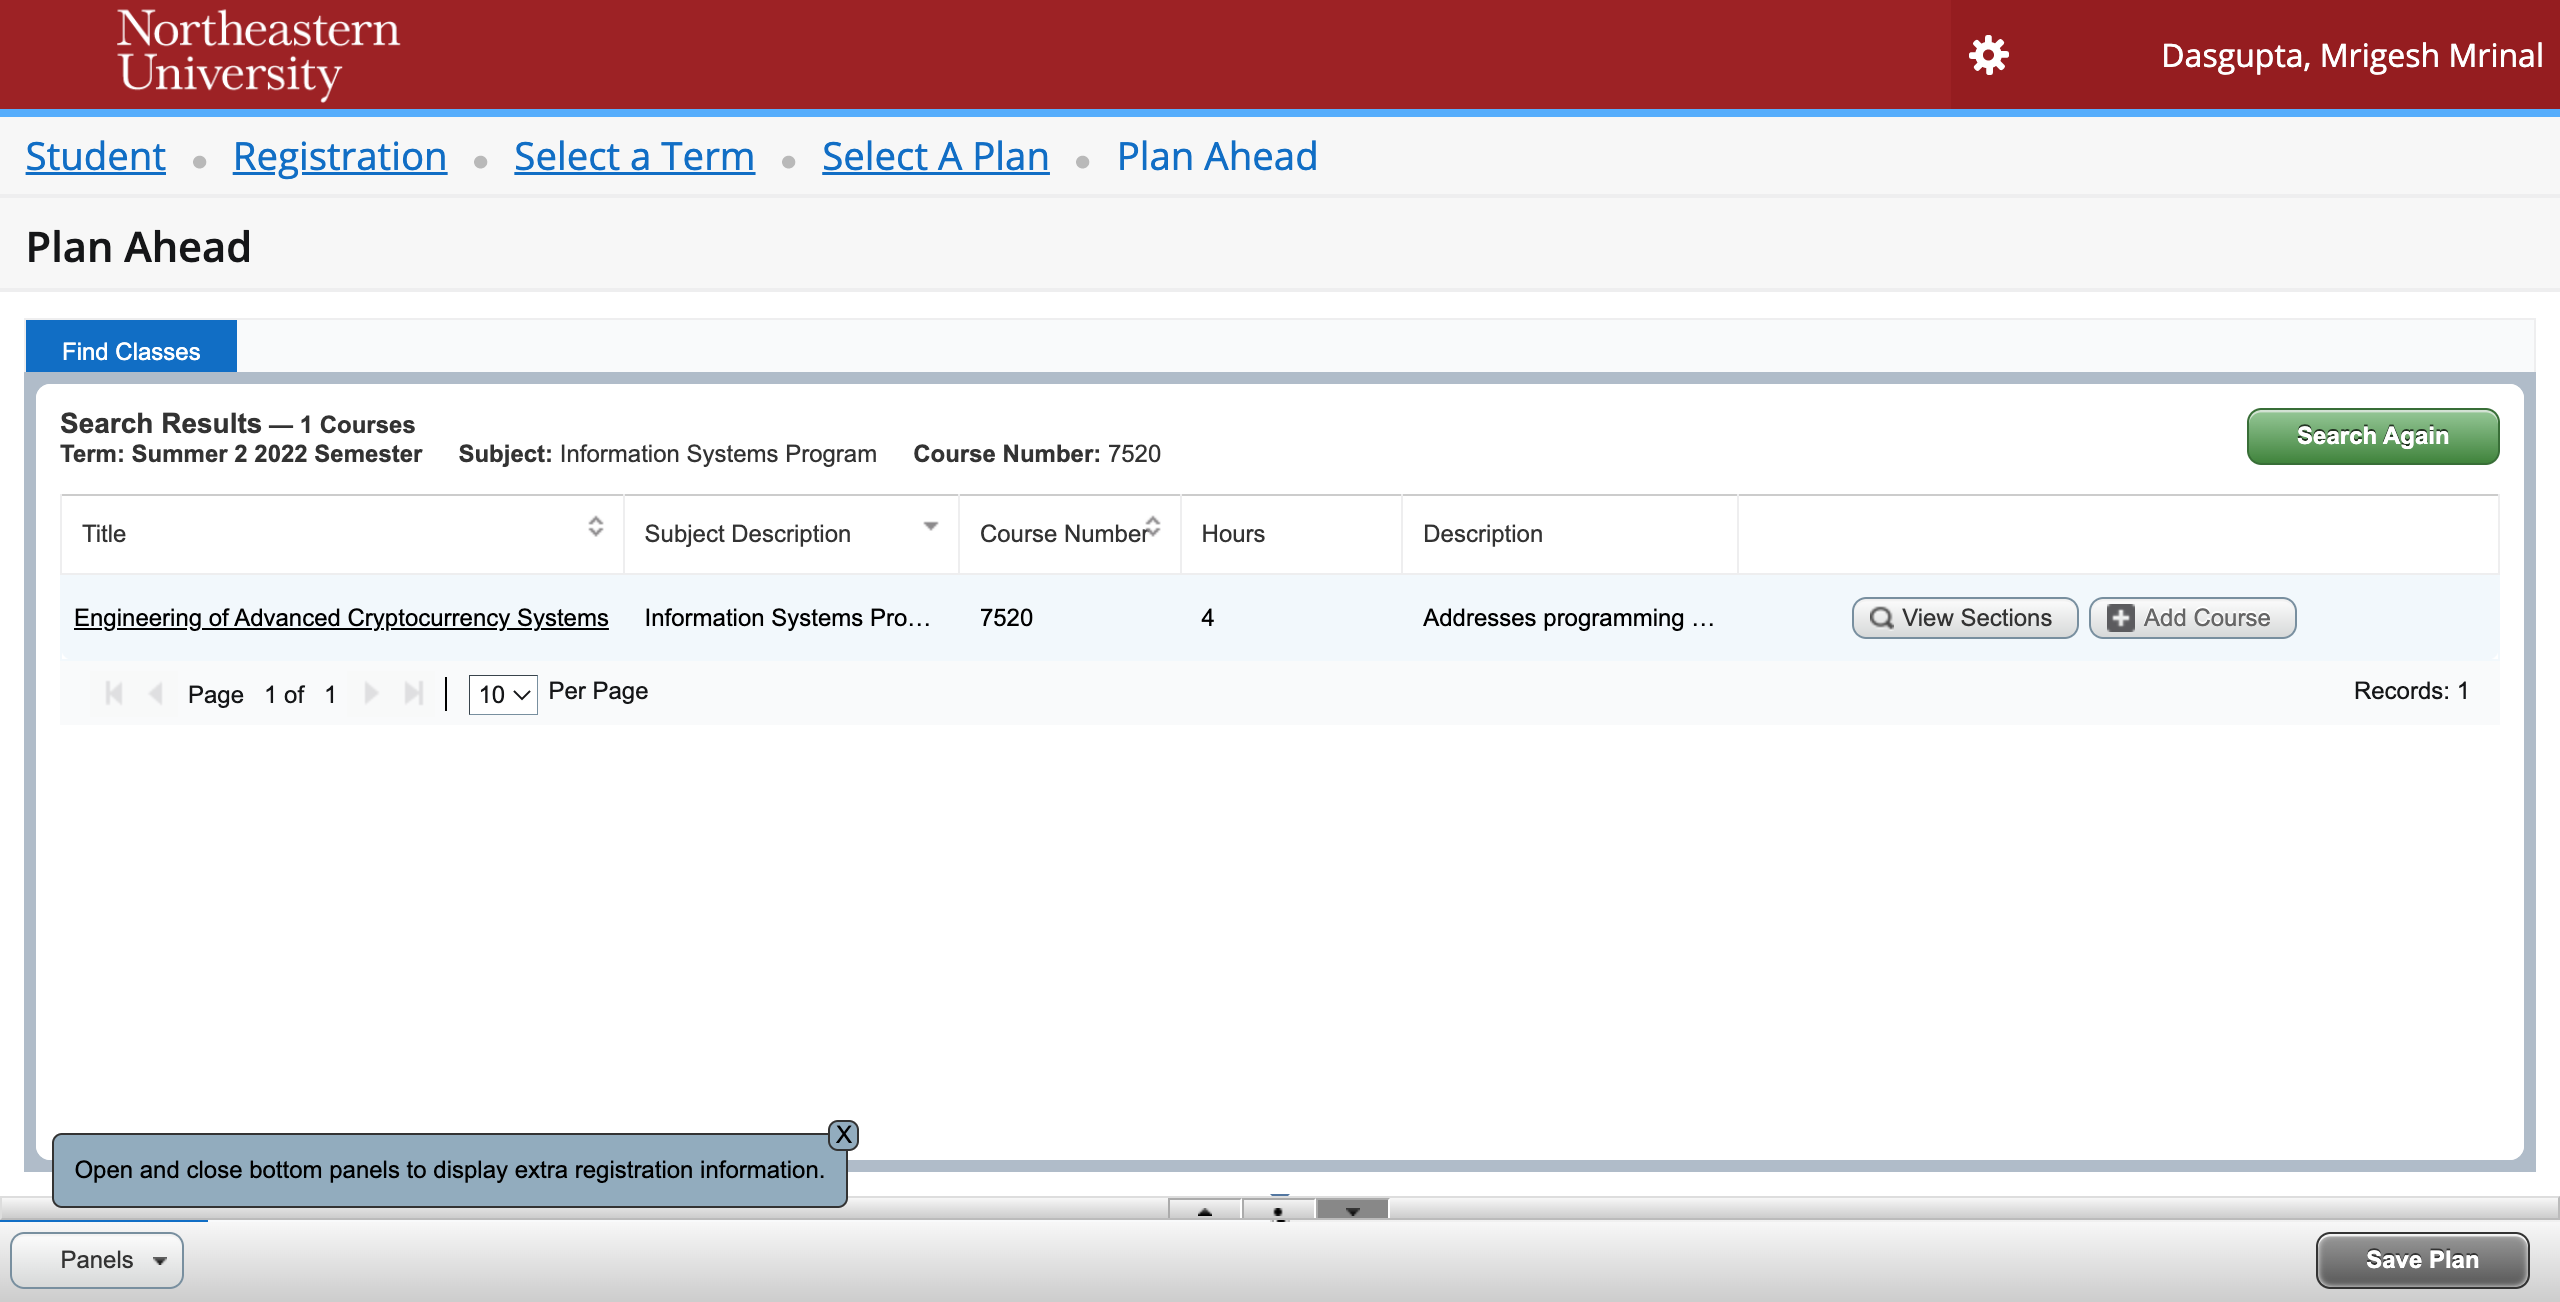 Northeastern
University
Dasgupta, Mrigesh Mrinal
Student • Registration • Select a Term • Select A Plan • Plan Ahead
Plan Ahead
Find Classes
Search Results — 1 Courses
Term: Summer 2 2022 Semester Subject: Information Systems Program Course Number: 7520
Search Again
Title Subject Description Course Number Hours Description
Engineering of Advanced Cryptocurrency Systems Information Systems Pro... 7520 4 Addresses programming ... View Sections Add Course
Page 1 of 1 | 10 Per Page Records: 1
X
Open and close bottom panels to display extra registration information.
Panels Save Plan